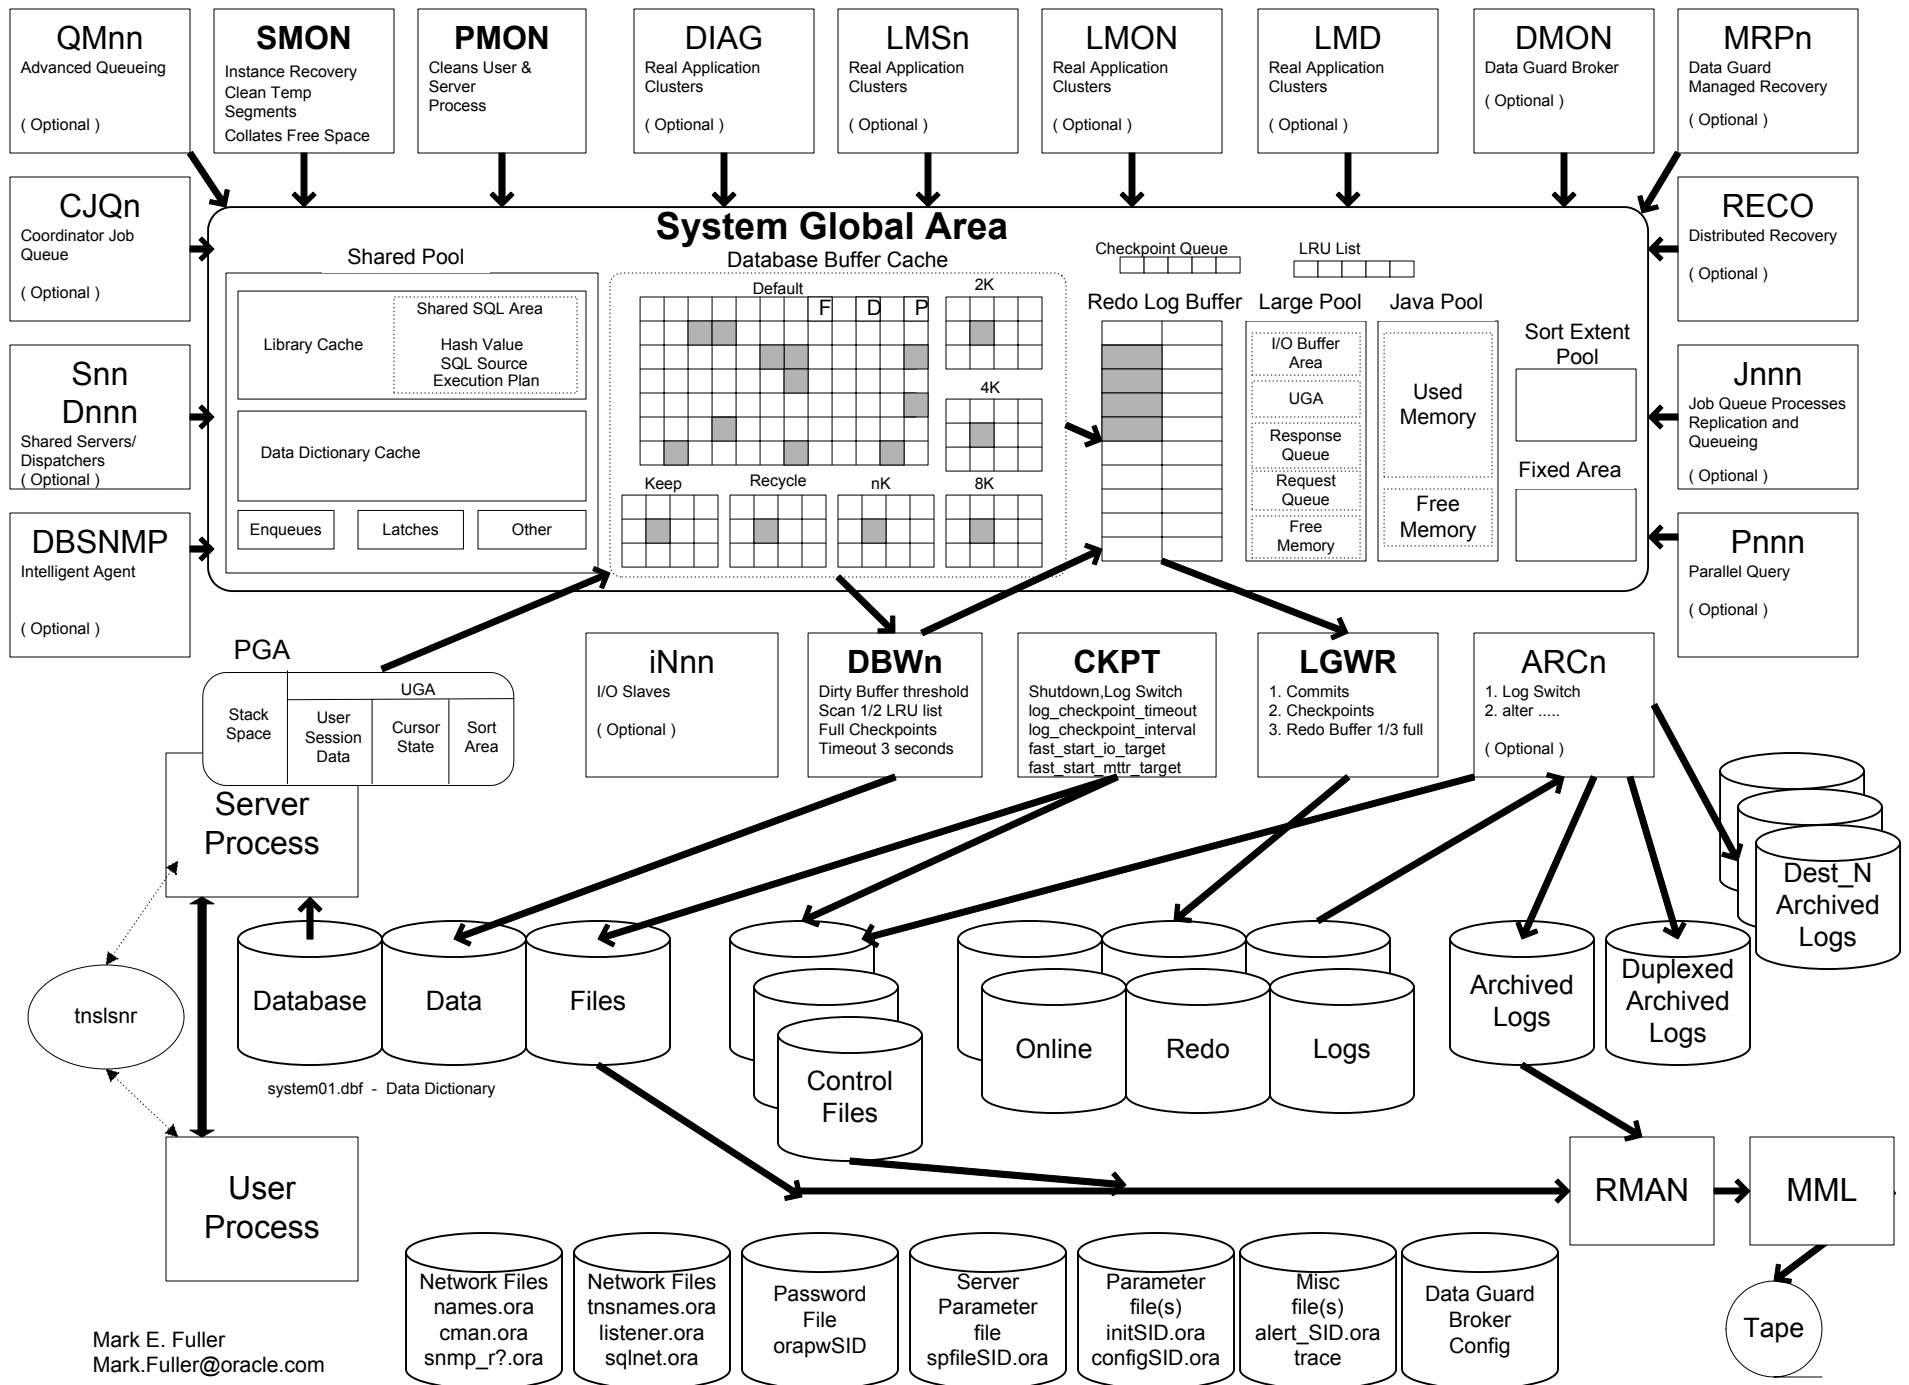 QMnn
Advanced Queueing
( Optional )
SMON
Instance Recovery
Clean Temp
Segments
Collates Free Space
PMON
Cleans User &
Server
Process
DIAG
Real Application
Clusters
( Optional )
LMSn
Real Application
Clusters
( Optional )
LMON
Real Application
Clusters
( Optional )
LMD
Real Application
Clusters
( Optional )
DMON
Data Guard Broker
( Optional )
MRPn
Data Guard
Managed Recovery
( Optional )
CJQn
Coordinator Job
Queue
( Optional )
Snn
Dnnn
Shared Servers/
Dispatchers
( Optional )
DBSNMP
Intelligent Agent
( Optional )
System Global Area
Shared Pool
Library Cache
Shared SQL Area
Hash Value
SQL Source
Execution Plan
Data Dictionary Cache
Enqueues
Latches
Other
Database Buffer Cache
Default
F
D
P
2K
4K
Keep
Recycle
nK
8K
Checkpoint Queue
LRU List
Redo Log Buffer
Large Pool
I/O Buffer
Area
UGA
Response
Queue
Request
Queue
Free
Memory
Java Pool
Used
Memory
Free
Memory
Sort Extent
Pool
Fixed Area
RECO
Distributed Recovery
( Optional )
Jnnn
Job Queue Processes
Replication and
Queueing
( Optional )
Pnnn
Parallel Query
( Optional )
PGA
UGA
Stack
Space
User
Session
Data
Cursor
State
Sort
Area
Server
Process
iNnn
I/O Slaves
( Optional )
DBWn
Dirty Buffer threshold
Scan 1/2 LRU list
Full Checkpoints
Timeout 3 seconds
CKPT
Shutdown,Log Switch
log_checkpoint_timeout
log_checkpoint_interval
fast_start_io_target
fast_start_mttr_target
LGWR
1. Commits
2. Checkpoints
3. Redo Buffer 1/3 full
ARCn
1. Log Switch
2. alter .....
( Optional )
Dest_N
Archived
Logs
tnslsnr
Database
Data
Files
system01.dbf - Data Dictionary
Control
Files
Online
Redo
Logs
Archived
Logs
Duplexed
Archived
Logs
User
Process
RMAN
MML
Tape
Network Files
names.ora
cman.ora
snmp_r?.ora
Network Files
tnsnames.ora
listener.ora
sqlnet.ora
Password
File
orapwSID
Server
Parameter
file
spfileSID.ora
Parameter
file(s)
initSID.ora
configSID.ora
Misc
file(s)
alert_SID.ora
trace
Data Guard
Broker
Config
Mark E. Fuller
Mark.Fuller@oracle.com